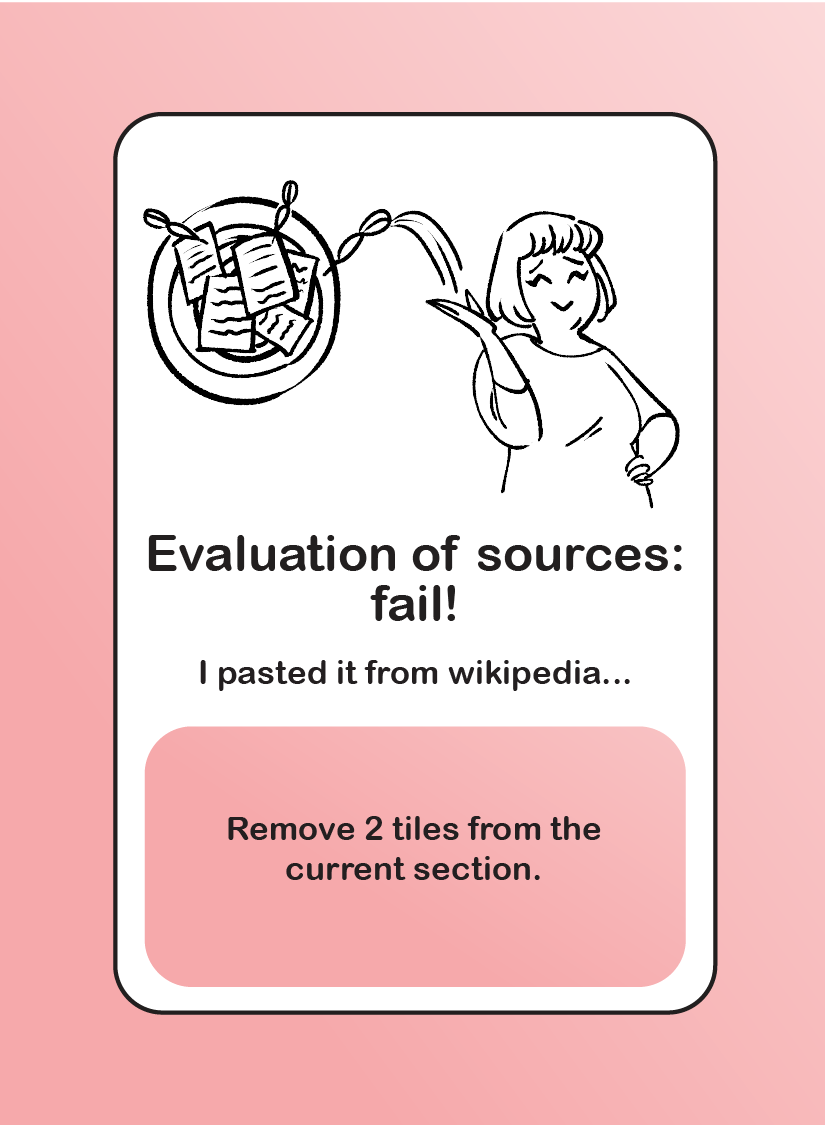 Evaluation of sources:
fail!
I pasted it from wikipedia...
Remove 2 tiles from the
current section.